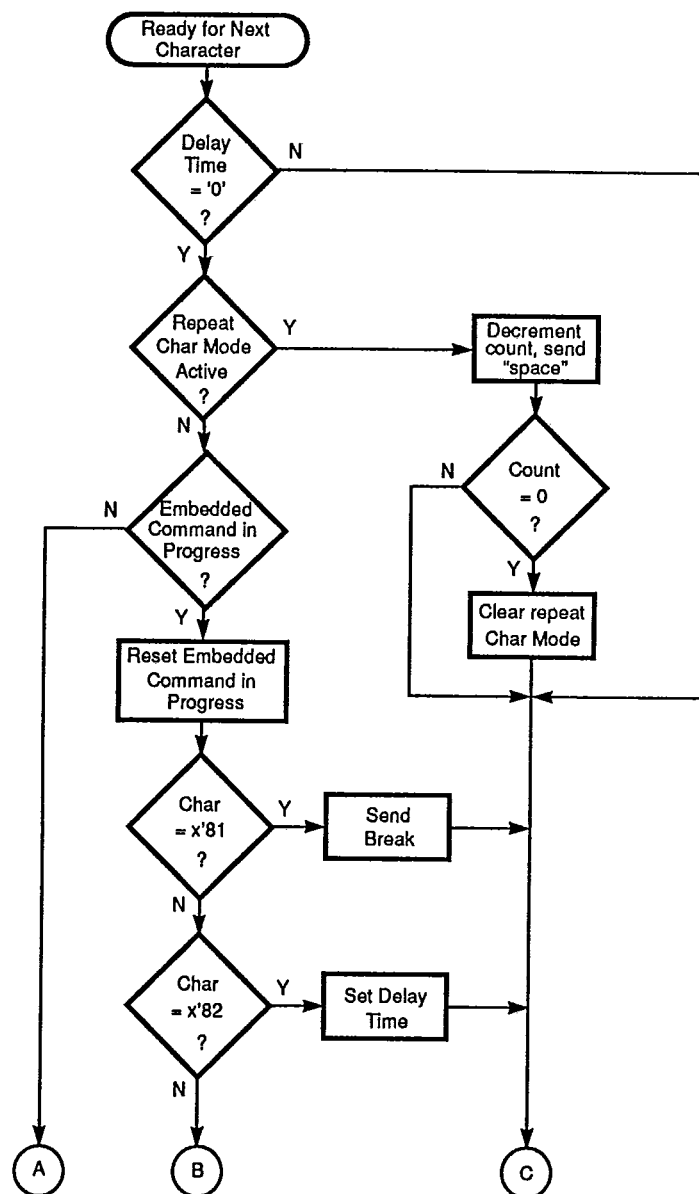 Ready for Next
Character
Delay
Time
= '0'
?
N
Y
Repeat
Char Mode
Active
?
Y
N
Decrement
count, send
"space"
Count
= 0
?
N
Y
Clear repeat
Char Mode
Embedded
Command in
Progress
?
N
Y
Reset Embedded
Command in
Progress
Char
= x'81
?
Y
N
Send
Break
Char
= x'82
?
Y
N
Set Delay
Time
A
B
C